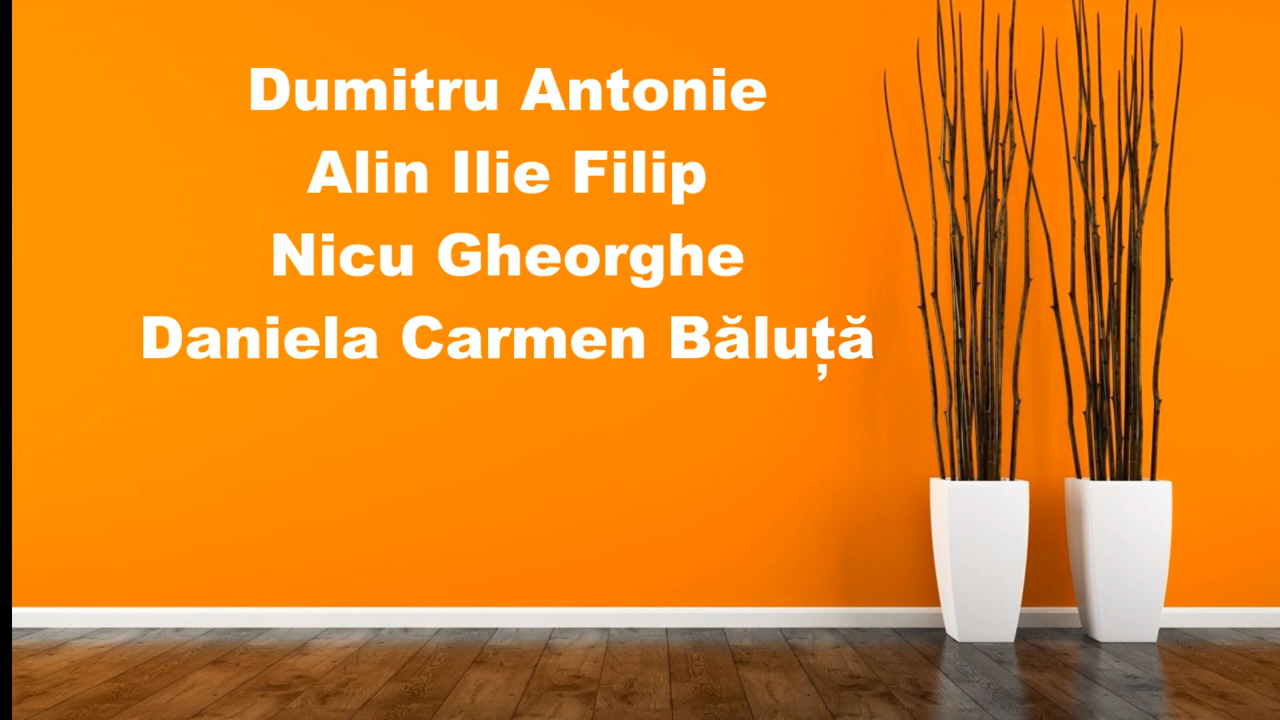 Dumitru Antonie
Alin Ilie Filip
Nicu Gheorghe
Daniela Carmen Băluță